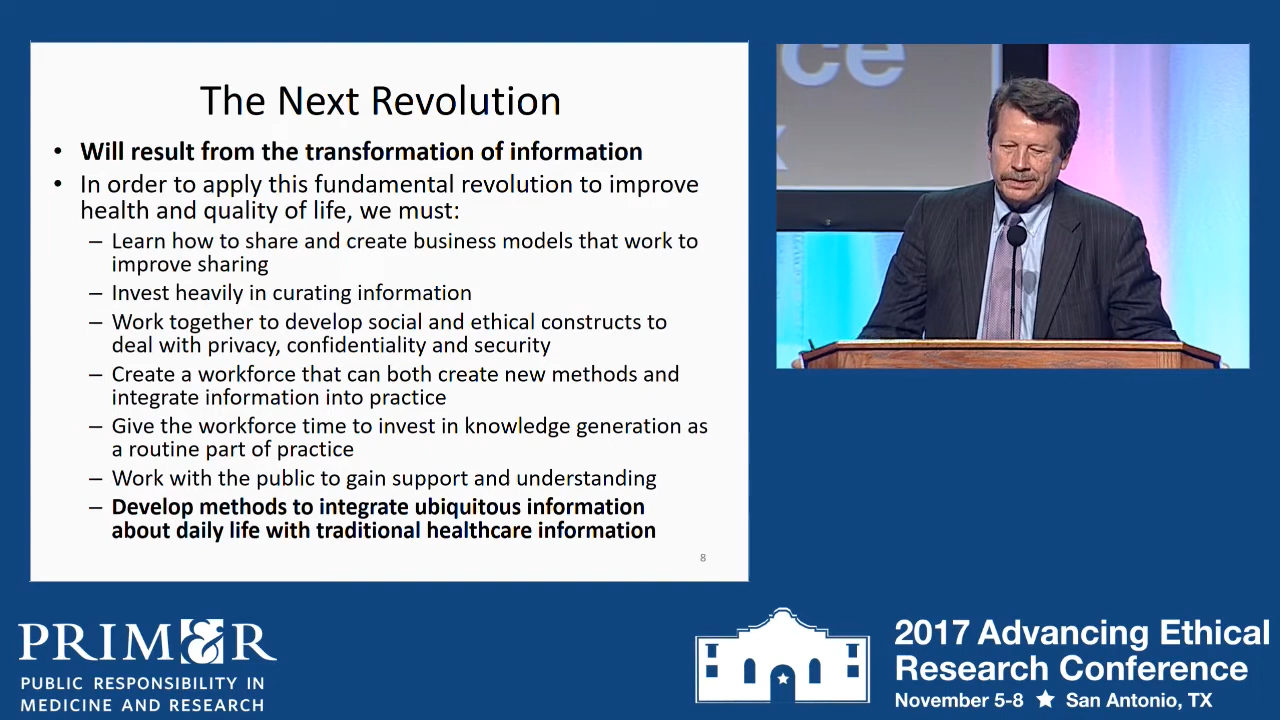 The Next Revolution
• Will result from the transformation of information
• In order to apply this fundamental revolution to improve
health and quality of life, we must:
– Learn how to share and create business models that work to
improve sharing
– Invest heavily in curating information
– Work together to develop social and ethical constructs to
deal with privacy, confidentiality and security
– Create a workforce that can both create new methods and
integrate information into practice
– Give the workforce time to invest in knowledge generation as
a routine part of practice
– Work with the public to gain support and understanding
– Develop methods to integrate ubiquitous information
about daily life with traditional healthcare information
8
PRIM&R
PUBLIC RESPONSIBILITY IN
MEDICINE AND RESEARCH
2017 Advancing Ethical
Research Conference
November 5-8 ★ San Antonio, TX